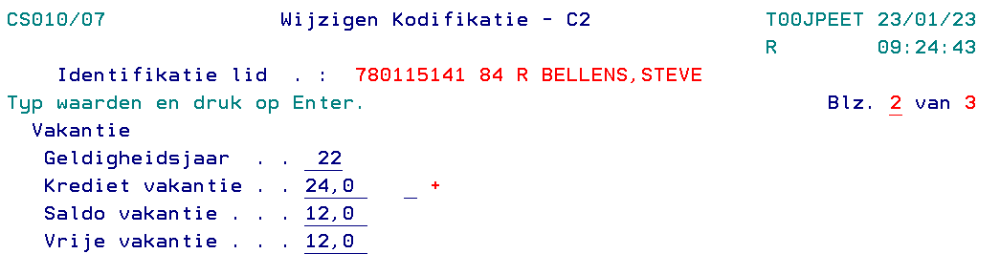 CS010/07 Wijzigen Kodifikatie - C2 T00JPEET 23/01/23
R 09:24:43
Identifikatie lid . : 780115141 84 R BELLENS,STEVE
Typ waarden en druk op Enter. Blz. 2 van 3
Vakantie
Geldigheidsjaar . . 22
Krediet vakantie . . 24,0 _ +
Saldo vakantie . . . 12,0
Vrije vakantie . . . 12,0